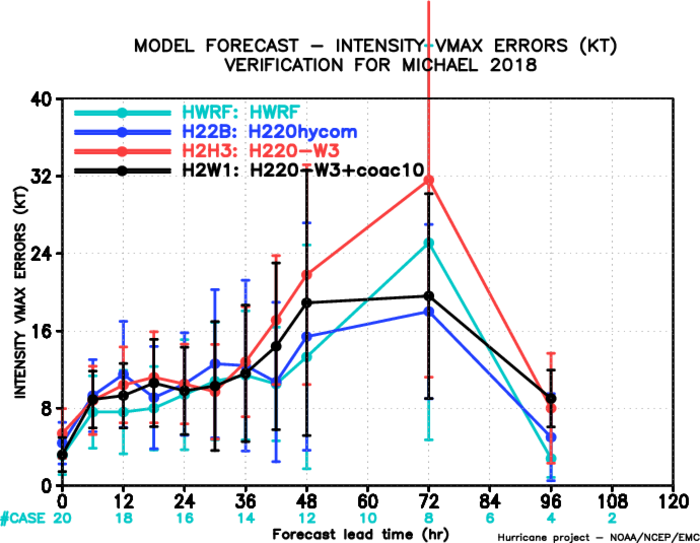 MODEL FORECAST – INTENSITY-VMAX ERRORS (KT)
VERIFICATION FOR MICHAEL 2018
INTENSITY VMAX ERRORS (KT)
40
32
24
16
8
0
HWRF: HWRF
H22B: H220hycom
H2H3: H220-W3
H2W1: H220-W3+coac10
0 12 24 36 48 60 72 84 96 108 120
#CASE 20 18 16 14 12 10 8 6 4 2
Forecast lead time (hr)
Hurricane project – NOAA/NCEP/EMC